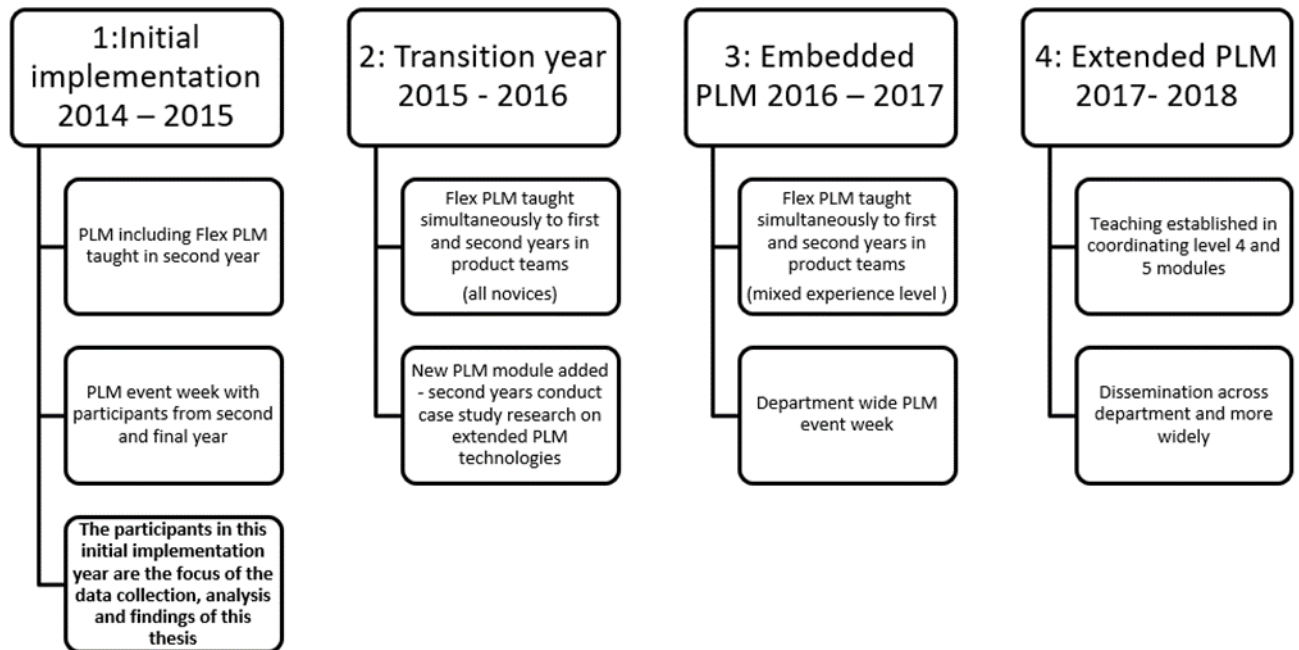 1:Initial
implementation
2014 – 2015
PLM including Flex PLM
taught in second year
PLM event week with
participants from second
and final year
The participants in this
initial implementation
year are the focus of the
data collection, analysis
and findings of this
thesis
2: Transition year
2015 - 2016
Flex PLM taught
simultaneously to first
and second years in
product teams
(all novices)
New PLM module added
- second years conduct
case study research on
extended PLM
technologies
3: Embedded
PLM 2016 – 2017
Flex PLM taught
simultaneously to first
and second years in
product teams
(mixed experience level )
Department wide PLM
event week
4: Extended PLM
2017- 2018
Teaching established in
coordinating level 4 and
5 modules
Dissemination across
department and more
widely